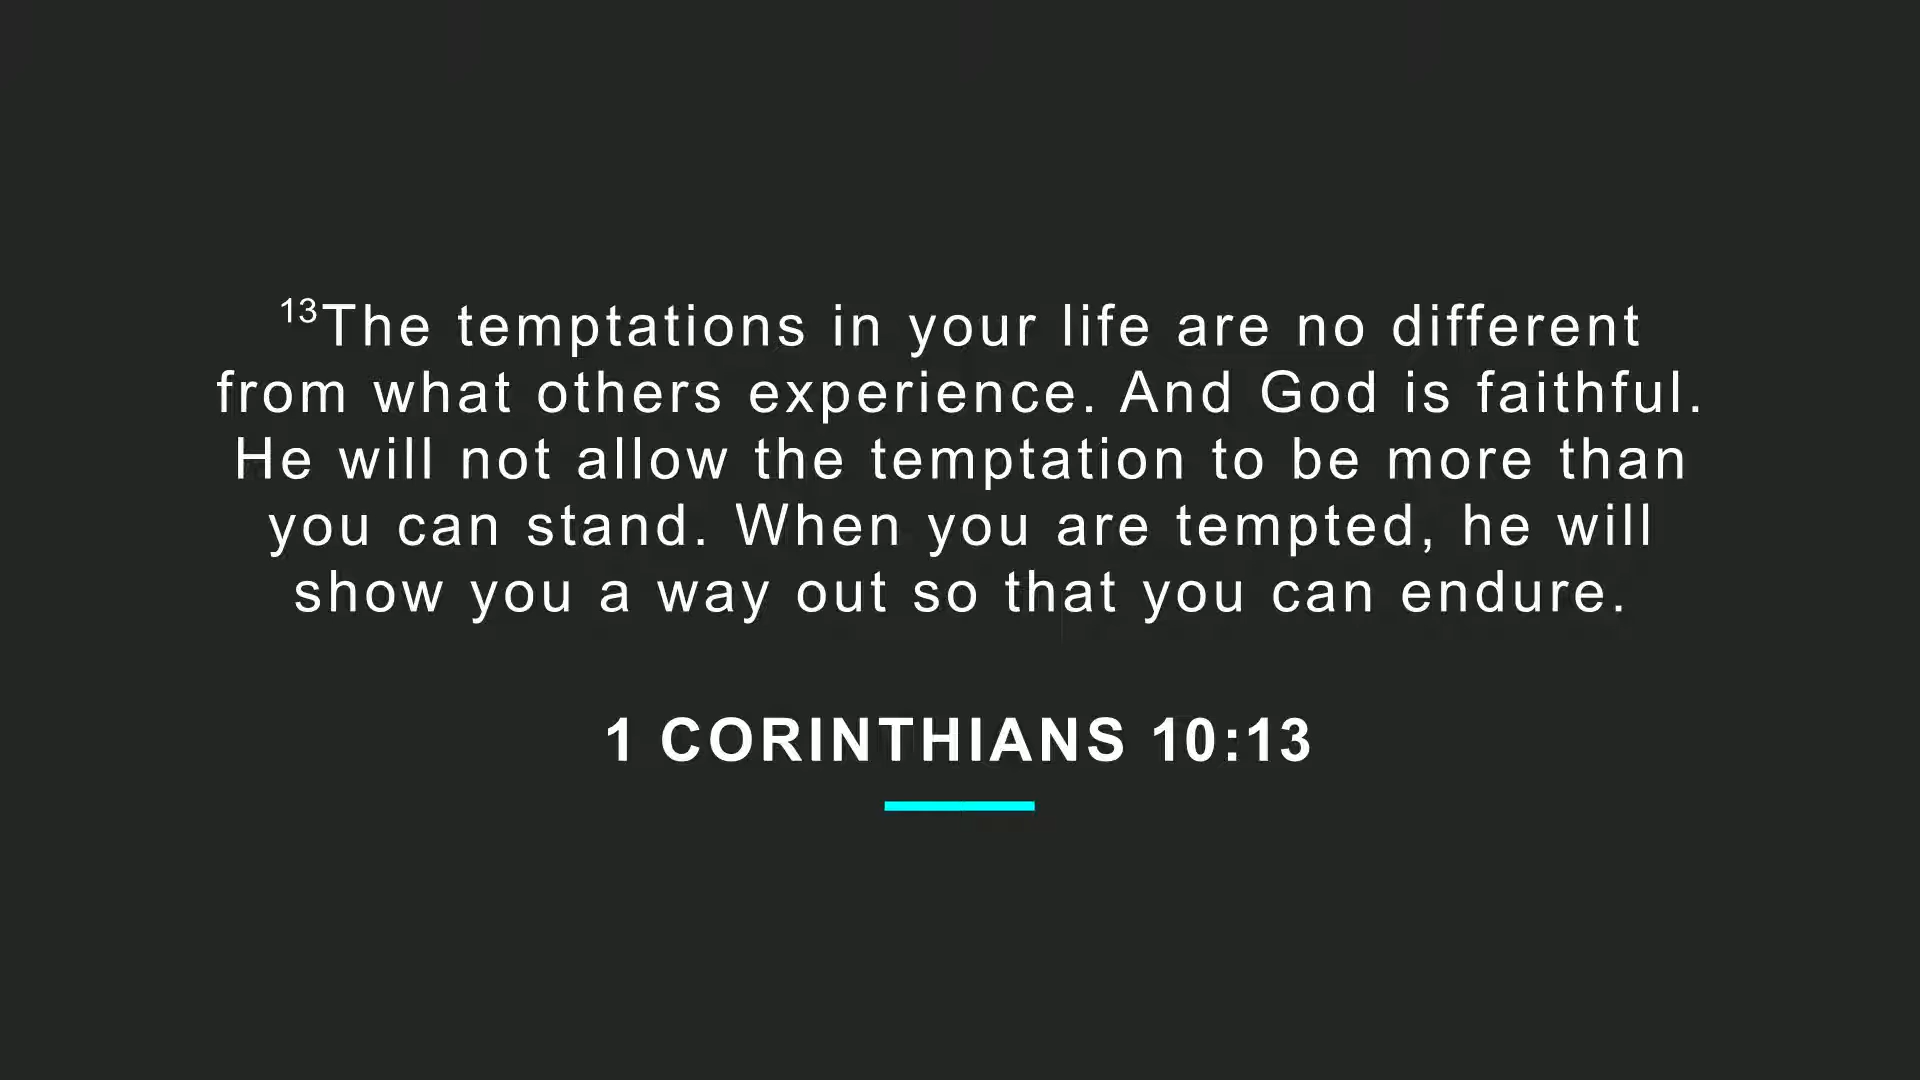 ¹³The temptations in your life are no different
from what others experience. And God is faithful.
He will not allow the temptation to be more than
you can stand. When you are tempted, he will
show you a way out so that you can endure.
1 CORINTHIANS 10:13